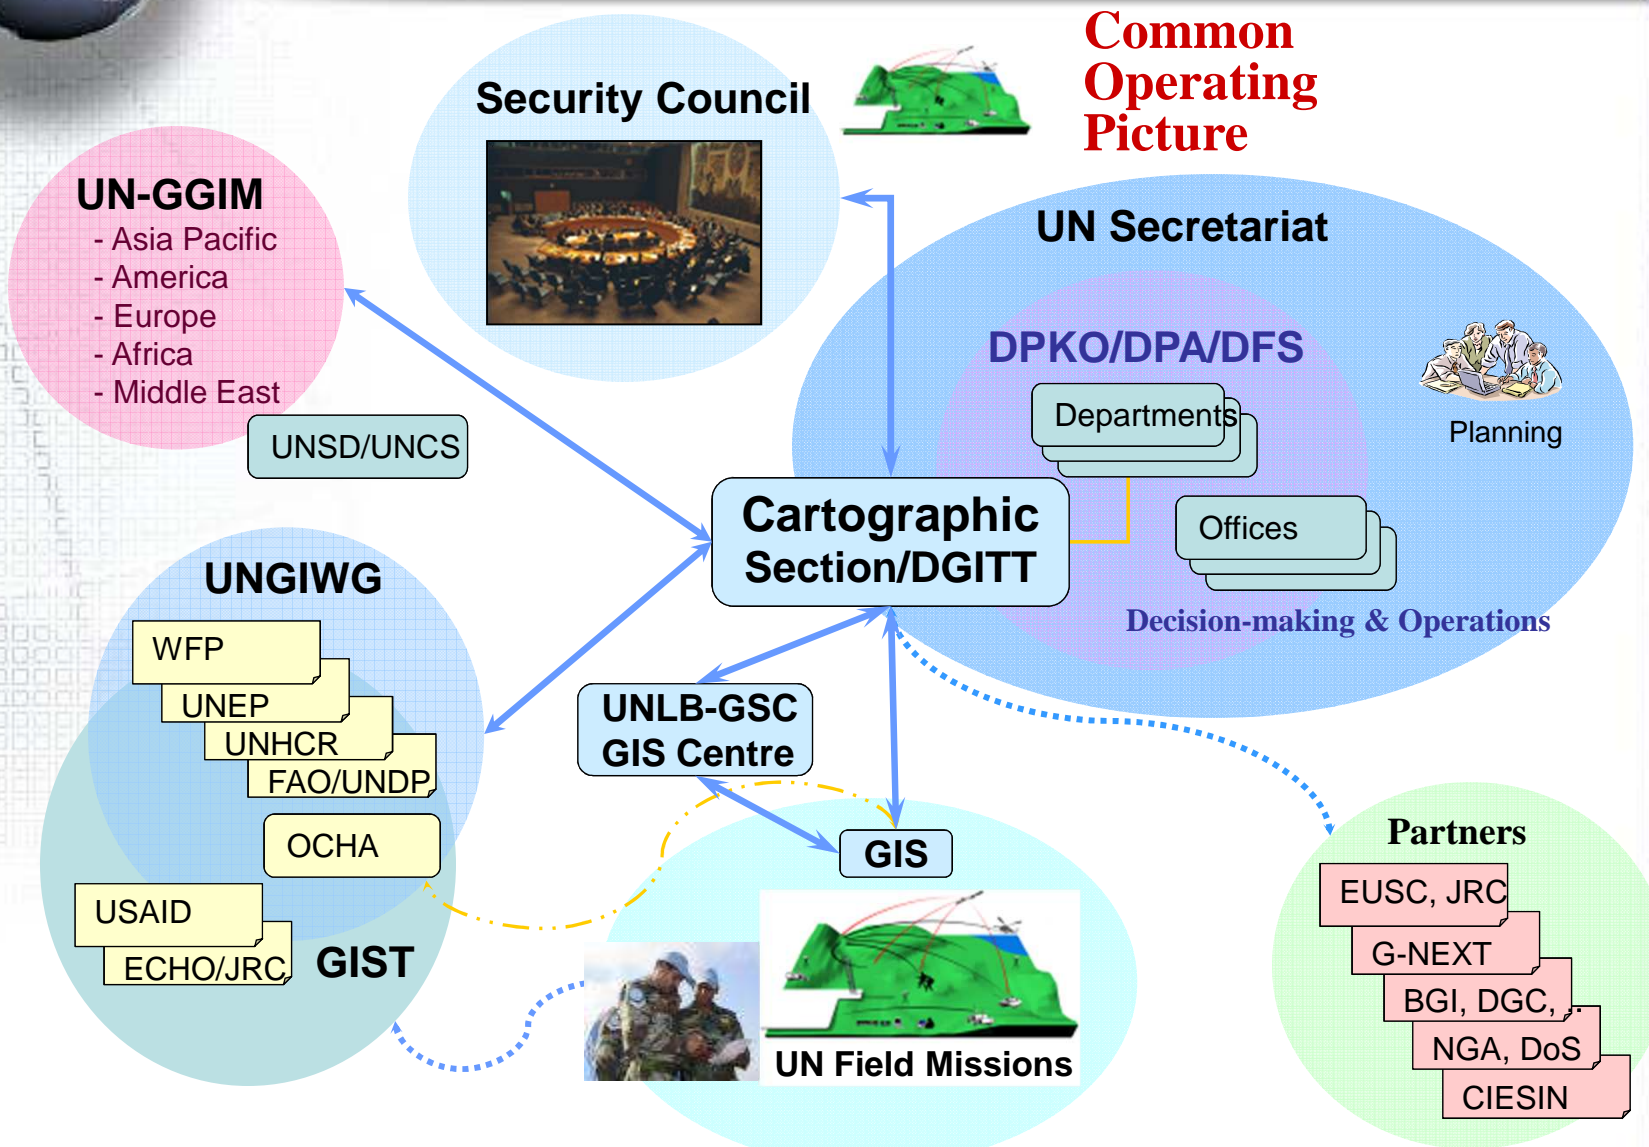 Common
Operating
Picture
Security Council
UN-GGIM
- Asia Pacific
- America
- Europe
- Africa
- Middle East
UNSD/UNCS
UN Secretariat
DPKO/DPA/DFS
Departments
Offices
Planning
Decision-making & Operations
Cartographic
Section/DGITT
UNGIWG
WFP
UNEP
UNHCR
FAO/UNDP
OCHA
USAID
ECHO/JRC
GIST
UNLB-GSC
GIS Centre
GIS
UN Field Missions
Partners
EUSC, JRC
G-NEXT
BGI, DGC, ..
NGA, DoS
CIESIN